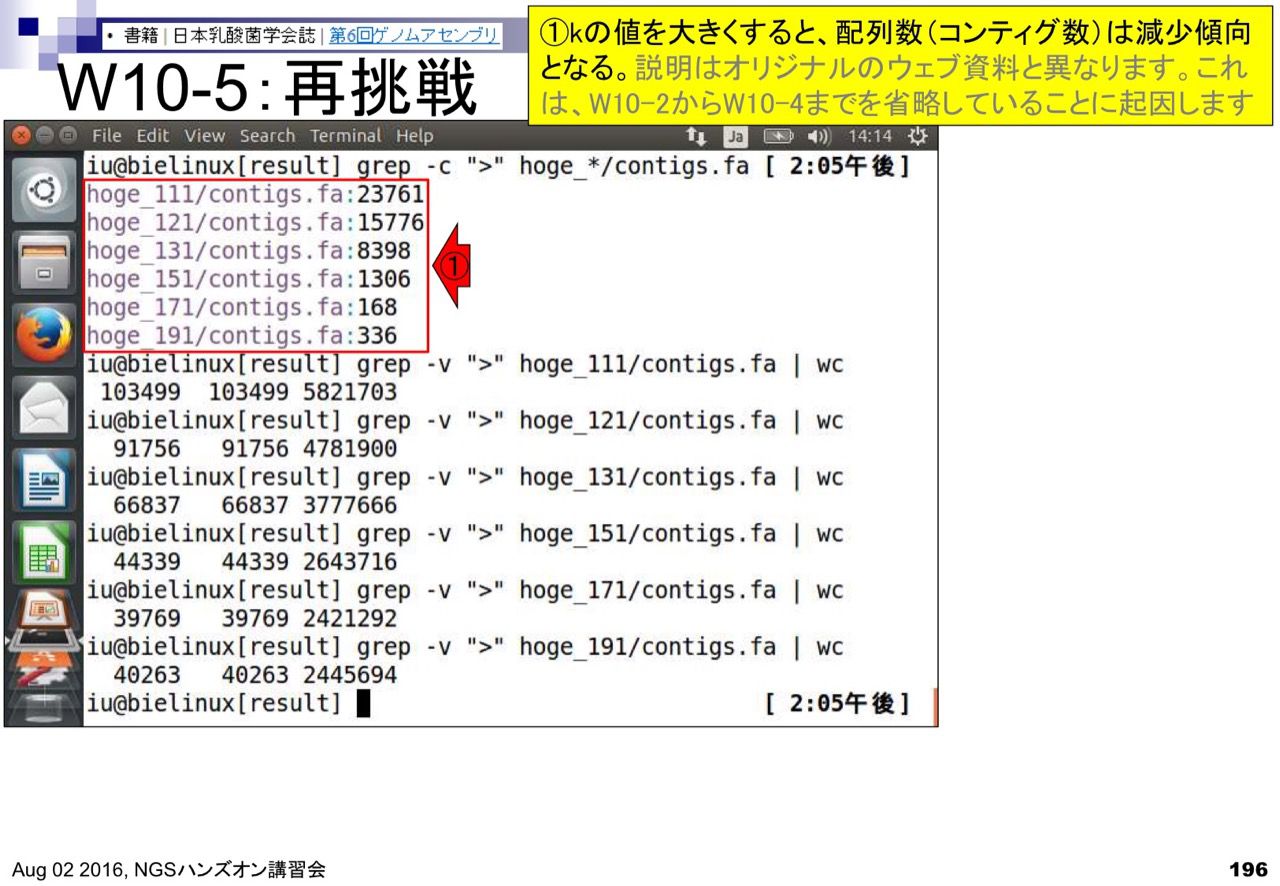 ・書籍 | 日本乳酸菌学会誌 | 第6回ゲノムアセンブリ
W10-5：再挑戦
①kの値を大きくすると、配列数（コンティグ数）は減少傾向
となる。説明はオリジナルのウェブ資料と異なります。これ
は、W10-2からW10-4までを省略していることに起因します
File Edit View Search Terminal Help Ja 14:14
iu@bielinux[result] grep -c ">" hoge_*/contigs.fa [ 2:05午後]
hoge_111/contigs.fa:23761
hoge_121/contigs.fa:15776
hoge_131/contigs.fa:8398
①
hoge_151/contigs.fa:1306
hoge_171/contigs.fa:168
hoge_191/contigs.fa:336
iu@bielinux[result] grep -v ">" hoge_111/contigs.fa | wc
103499 103499 5821703
iu@bielinux[result] grep -v ">" hoge_121/contigs.fa | wc
91756 91756 4781900
iu@bielinux[result] grep -v ">" hoge_131/contigs.fa | wc
66837 66837 3777666
iu@bielinux[result] grep -v ">" hoge_151/contigs.fa | wc
44339 44339 2643716
iu@bielinux[result] grep -v ">" hoge_171/contigs.fa | wc
39769 39769 2421292
iu@bielinux[result] grep -v ">" hoge_191/contigs.fa | wc
40263 40263 2445694
iu@bielinux[result] [ 2:05午後]
Aug 02 2016, NGSハンズオン講習会
196